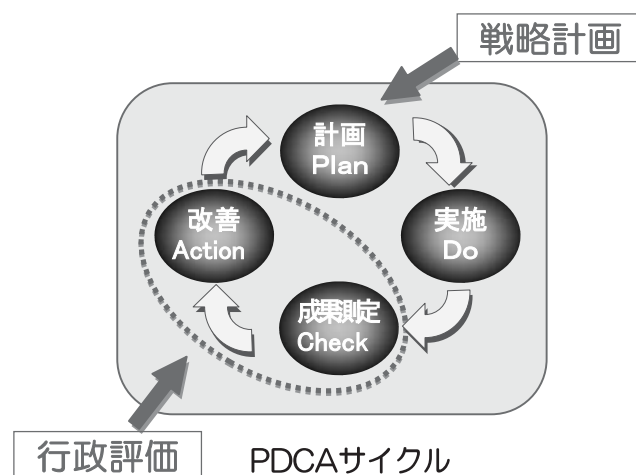 戦略計画
計画
Plan
改善
Action
実施
Do
成果測定
Check
行政評価
PDCAサイクル